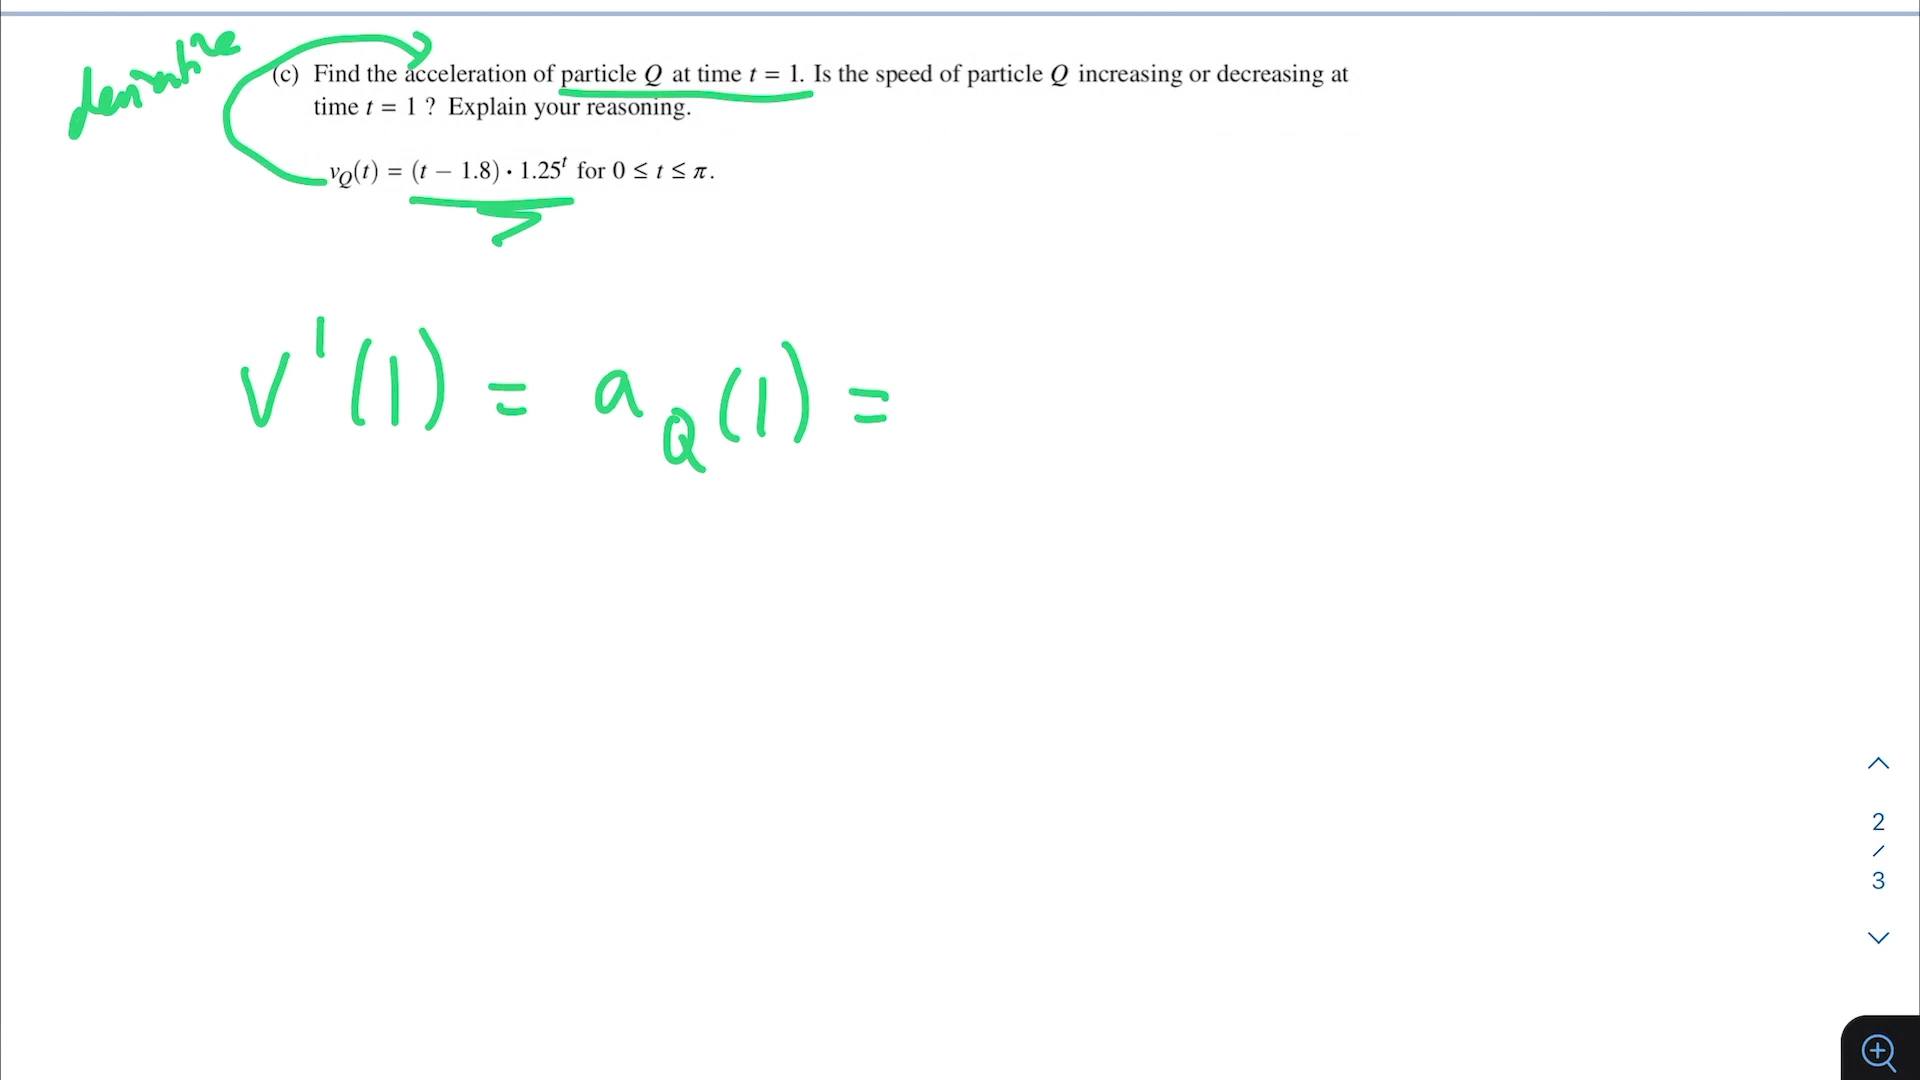 derivative
(c) Find the acceleration of particle Q at time t = 1. Is the speed of particle Q increasing or decreasing at
time t = 1 ? Explain your reasoning.
v_Q(t) = (t − 1.8) · 1.25^t for 0 ≤ t ≤ π.
v'(1) = a_Q(1) =
2
/
3